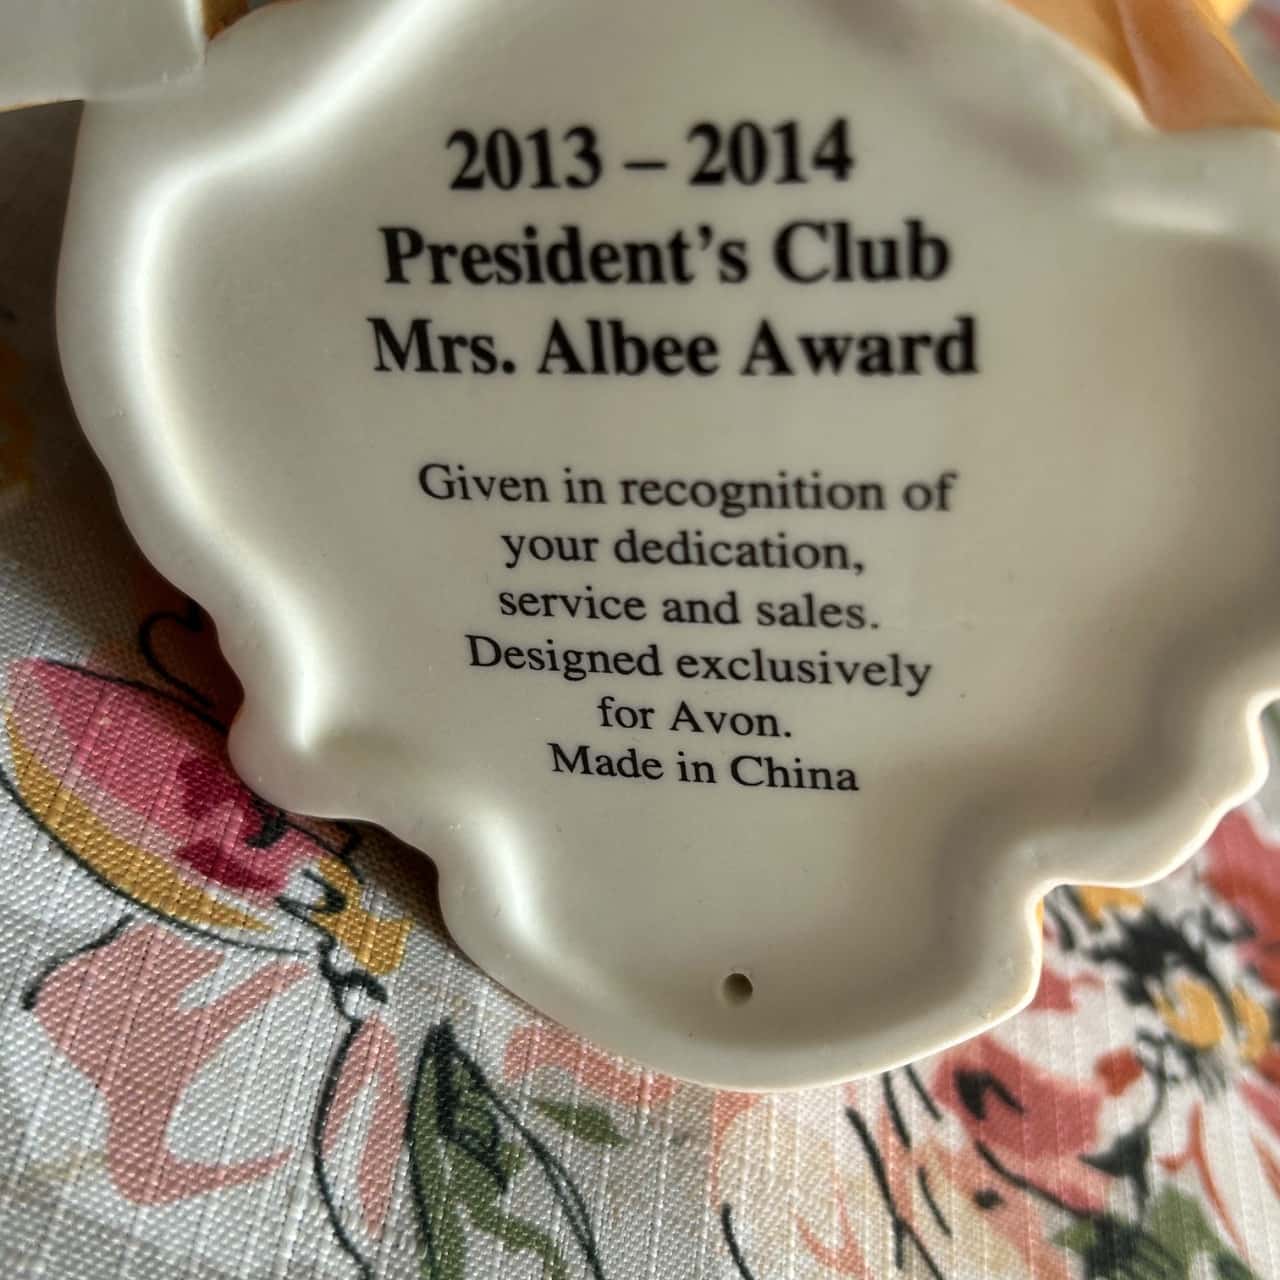 2013 – 2014
President’s Club
Mrs. Albee Award
Given in recognition of
your dedication,
service and sales.
Designed exclusively
for Avon.
Made in China